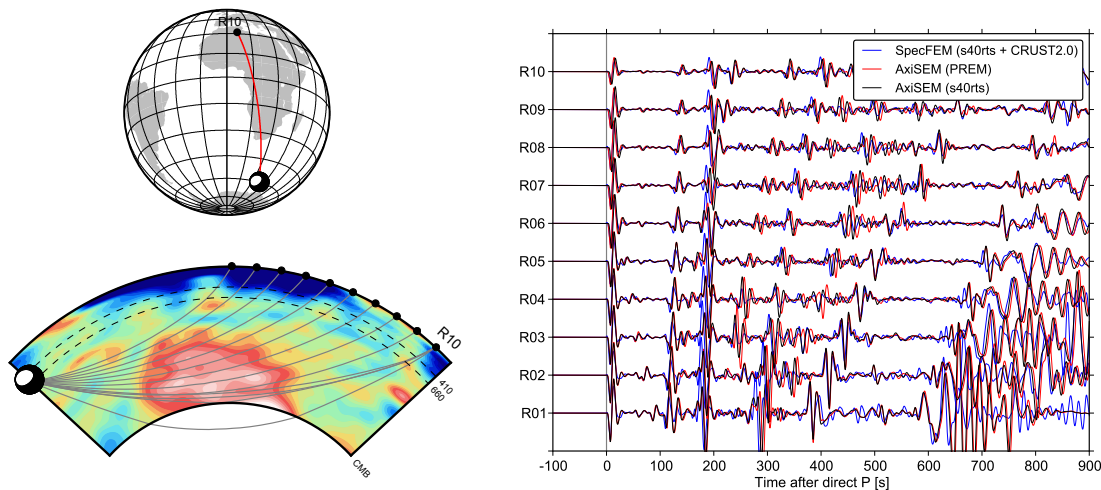 R10
R10
410
660
CMB
SpecFEM (s40rts + CRUST2.0)
AxiSEM (PREM)
AxiSEM (s40rts)
R10
R09
R08
R07
R06
R05
R04
R03
R02
R01
-100 0 100 200 300 400 500 600 700 800 900
Time after direct P [s]